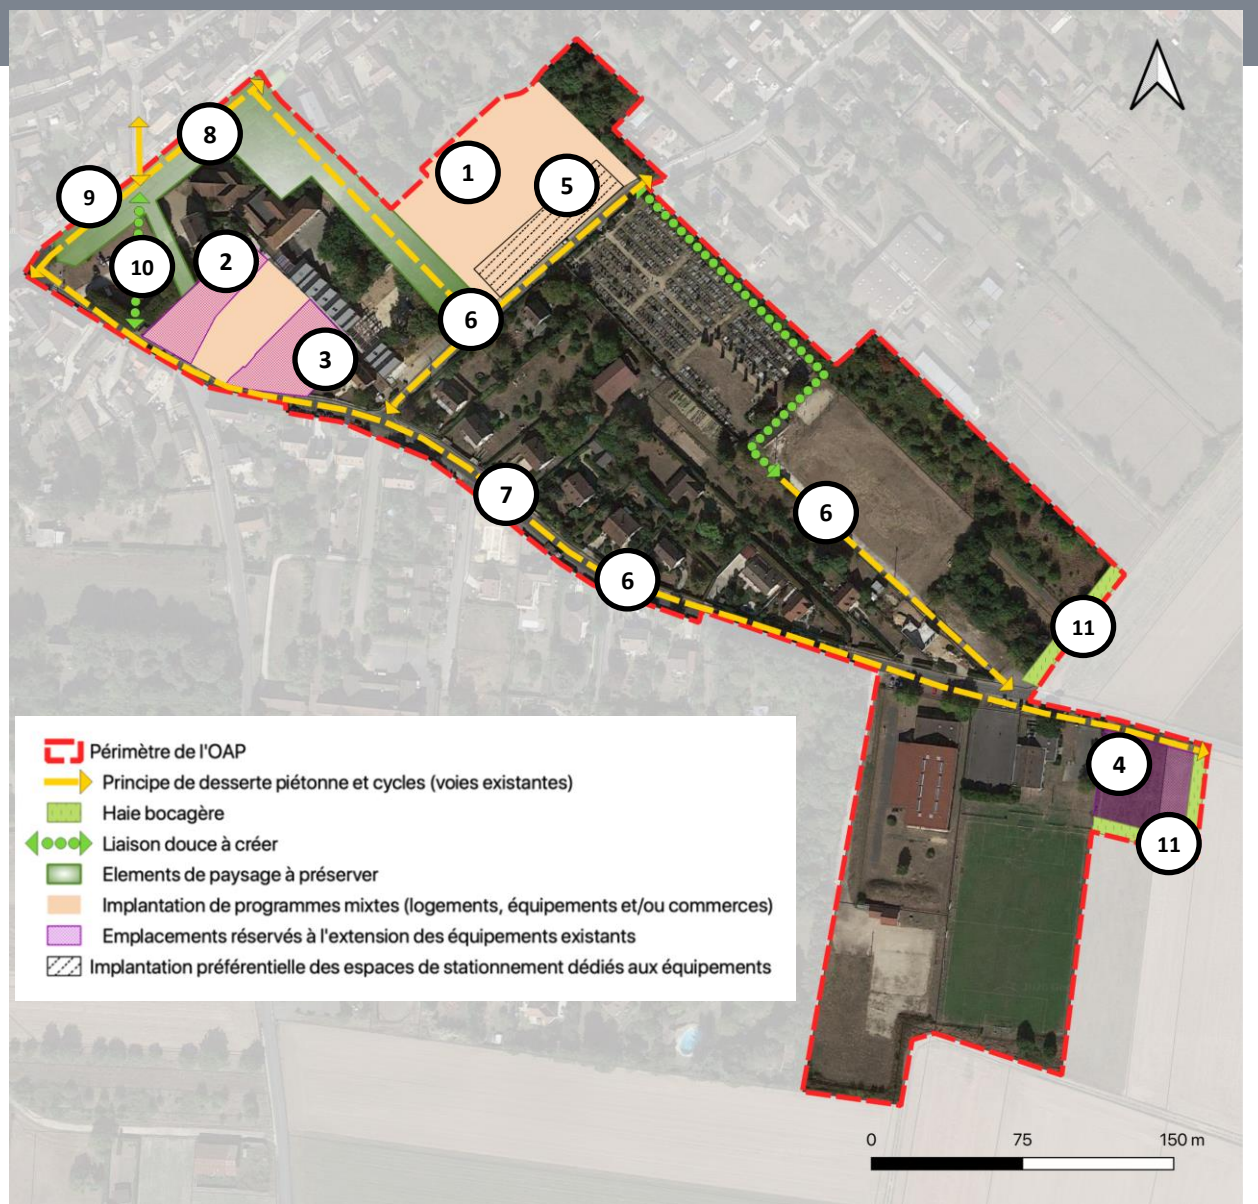 8
1
5
9
10
2
6
3
7
6
6
11
4
11
Périmètre de l'OAP
Principe de desserte piétonne et cycles (voies existantes)
Haie bocagère
Liaison douce à créer
Elements de paysage à préserver
Implantation de programmes mixtes (logements, équipements et/ou commerces)
Emplacements réservés à l'extension des équipements existants
Implantation préférentielle des espaces de stationnement dédiés aux équipements
0 75 150 m